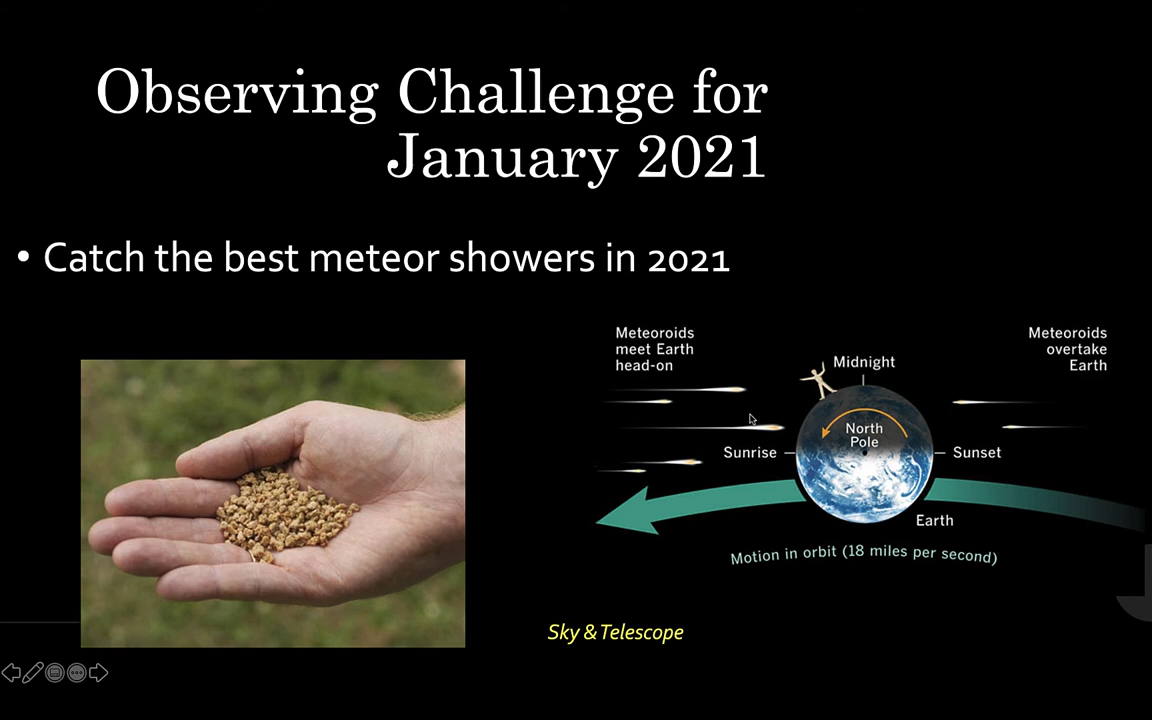 Observing Challenge for
January 2021
• Catch the best meteor showers in 2021
Meteoroids
meet Earth
head-on
Meteoroids
overtake
Earth
Midnight
North
Pole
Sunrise
Sunset
Earth
Motion in orbit (18 miles per second)
Sky & Telescope